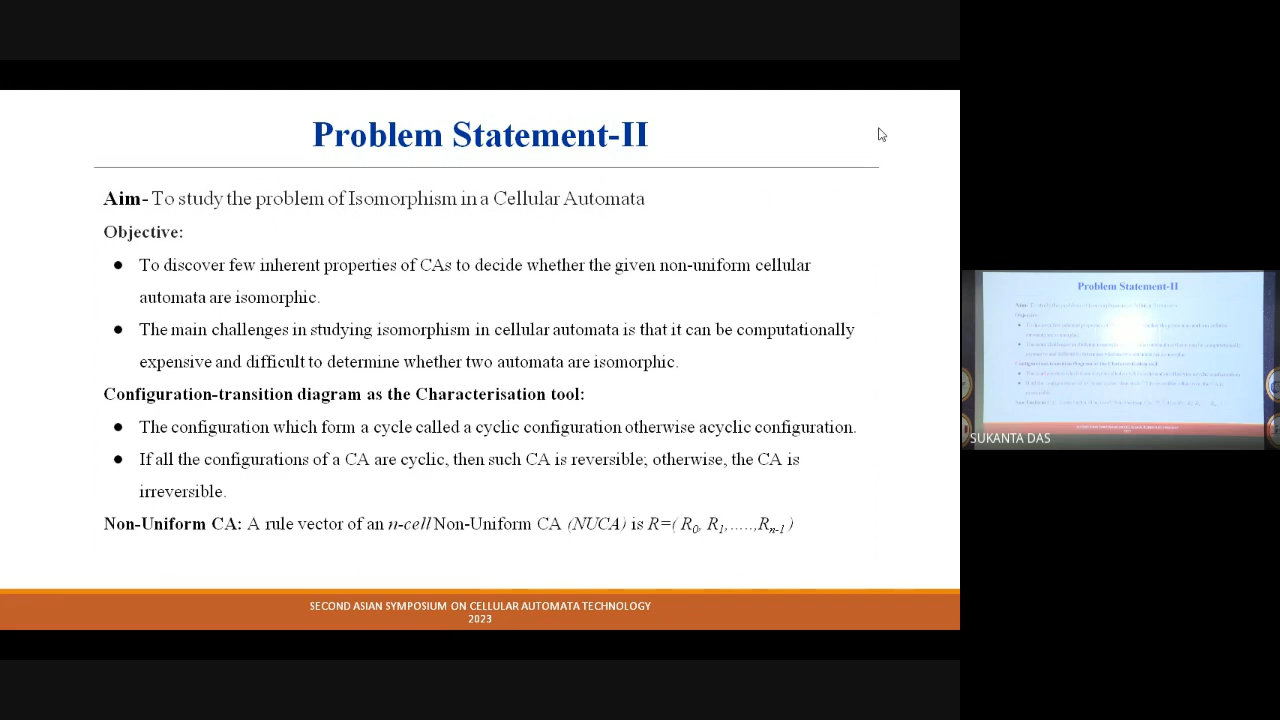 Problem Statement-II
Aim- To study the problem of Isomorphism in a Cellular Automata
Objective:
● To discover few inherent properties of CAs to decide whether the given non-uniform cellular
automata are isomorphic.
● The main challenges in studying isomorphism in cellular automata is that it can be computationally
expensive and difficult to determine whether two automata are isomorphic.
Configuration-transition diagram as the Characterisation tool:
● The configuration which form a cycle called a cyclic configuration otherwise acyclic configuration.
● If all the configurations of a CA are cyclic, then such CA is reversible; otherwise, the CA is
irreversible.
Non-Uniform CA: A rule vector of an n-cell Non-Uniform CA (NUCA) is R=( R0, R1,.....,Rn-1 )
SECOND ASIAN SYMPOSIUM ON CELLULAR AUTOMATA TECHNOLOGY
2023
Problem Statement-II
SUKANTA DAS